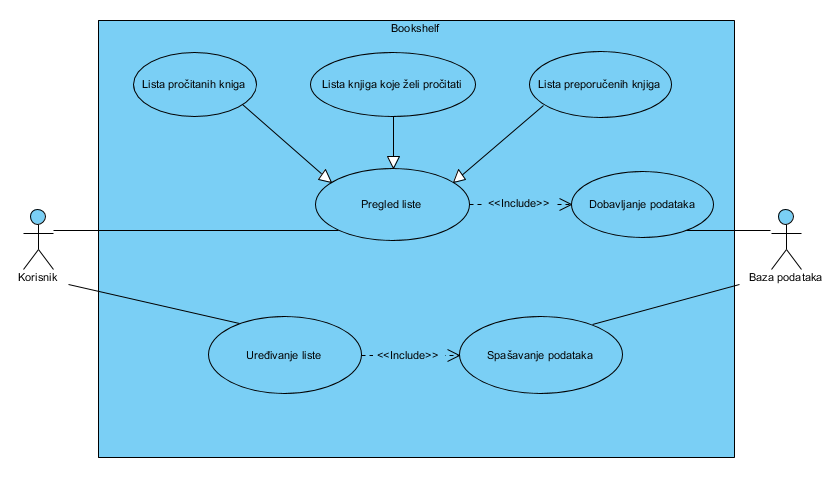 Bookshelf
Lista pročitanih kniga
Lista knjiga koje želi pročitati
Lista preporučenih knjiga
Pregled liste
<<Include>>
Dobavljanje podataka
Korisnik
Baza podataka
Uređivanje liste
<<Include>>
Spašavanje podataka